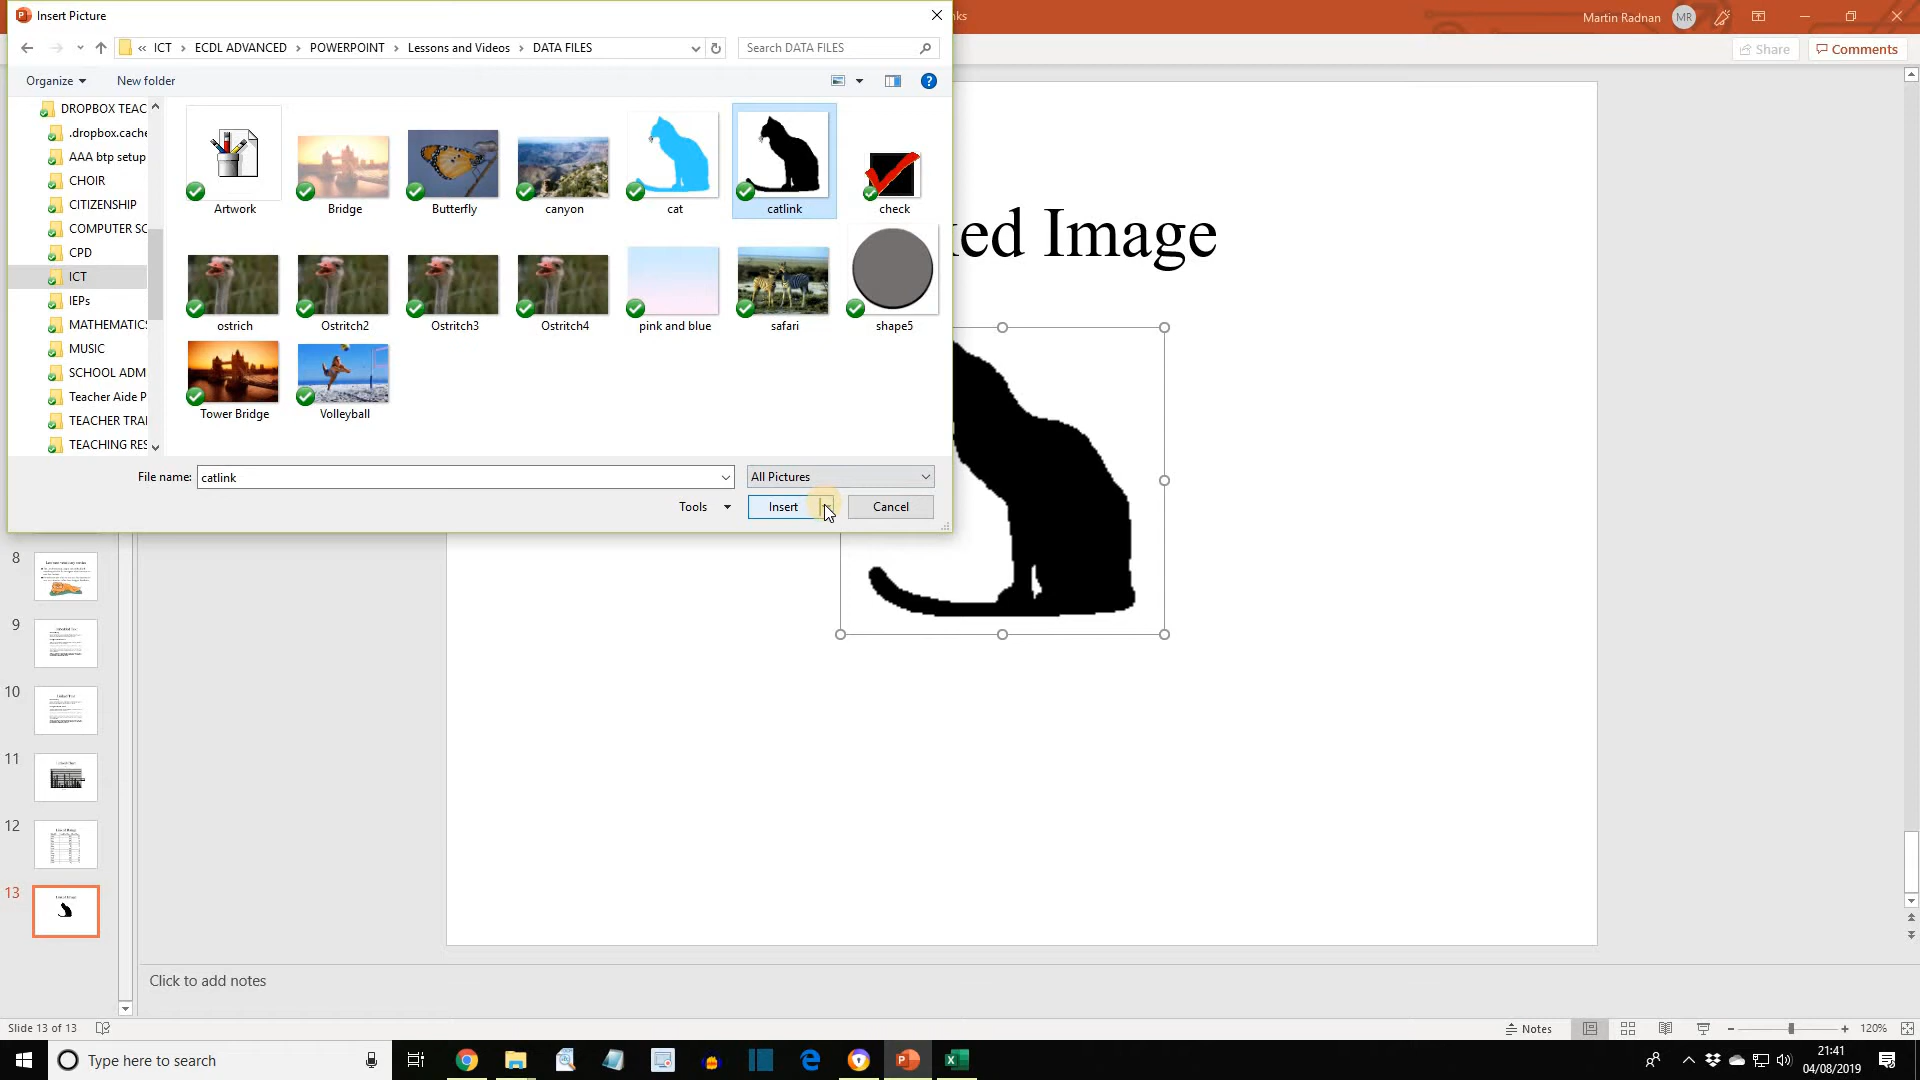 Insert Picture
nks
Martin Radnan
MR
« ICT › ECDL ADVANCED › POWERPOINT › Lessons and Videos › DATA FILES
Search DATA FILES
Share
Comments
Organize
New folder
DROPBOX TEAC
.dropbox.cache
AAA btp setup
CHOIR
CITIZENSHIP
COMPUTER SC
CPD
ICT
IEPs
MATHEMATICS
MUSIC
SCHOOL ADM
Teacher Aide P
TEACHER TRA
TEACHING RES
Artwork
Bridge
Butterfly
canyon
cat
catlink
check
ostrich
Ostritch2
Ostritch3
Ostritch4
pink and blue
safari
shape5
Tower Bridge
Volleyball
File name:
catlink
All Pictures
Tools
Insert
Cancel
ked Image
8
9
10
11
12
13
Click to add notes
Slide 13 of 13
Notes
120%
Type here to search
21:41
04/08/2019